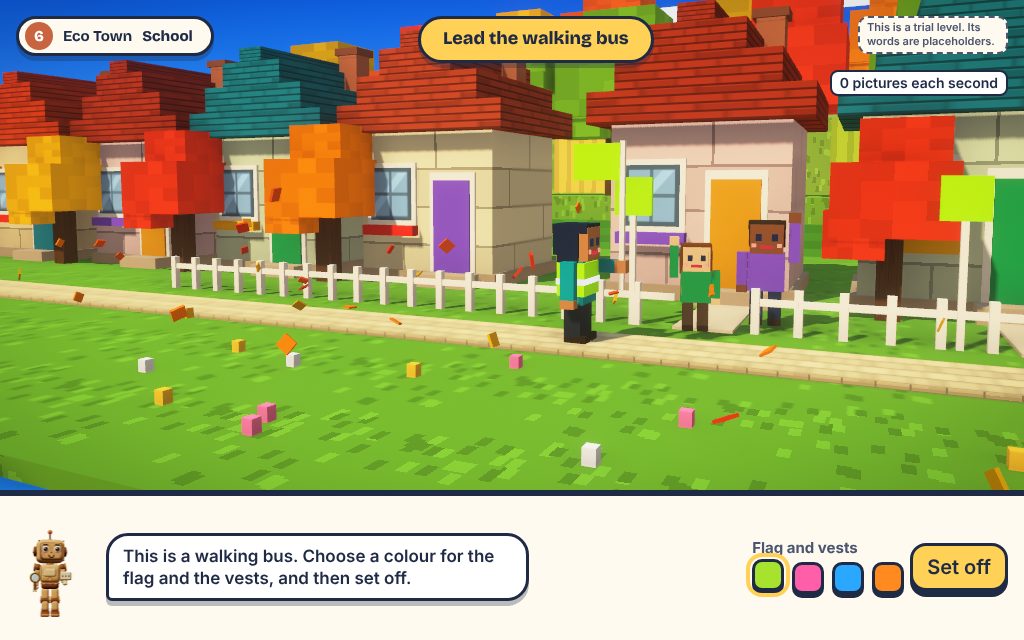 6 Eco Town School
Lead the walking bus
This is a trial level. Its
words are placeholders.
0 pictures each second
This is a walking bus. Choose a colour for the
flag and the vests, and then set off.
Flag and vests
Set off